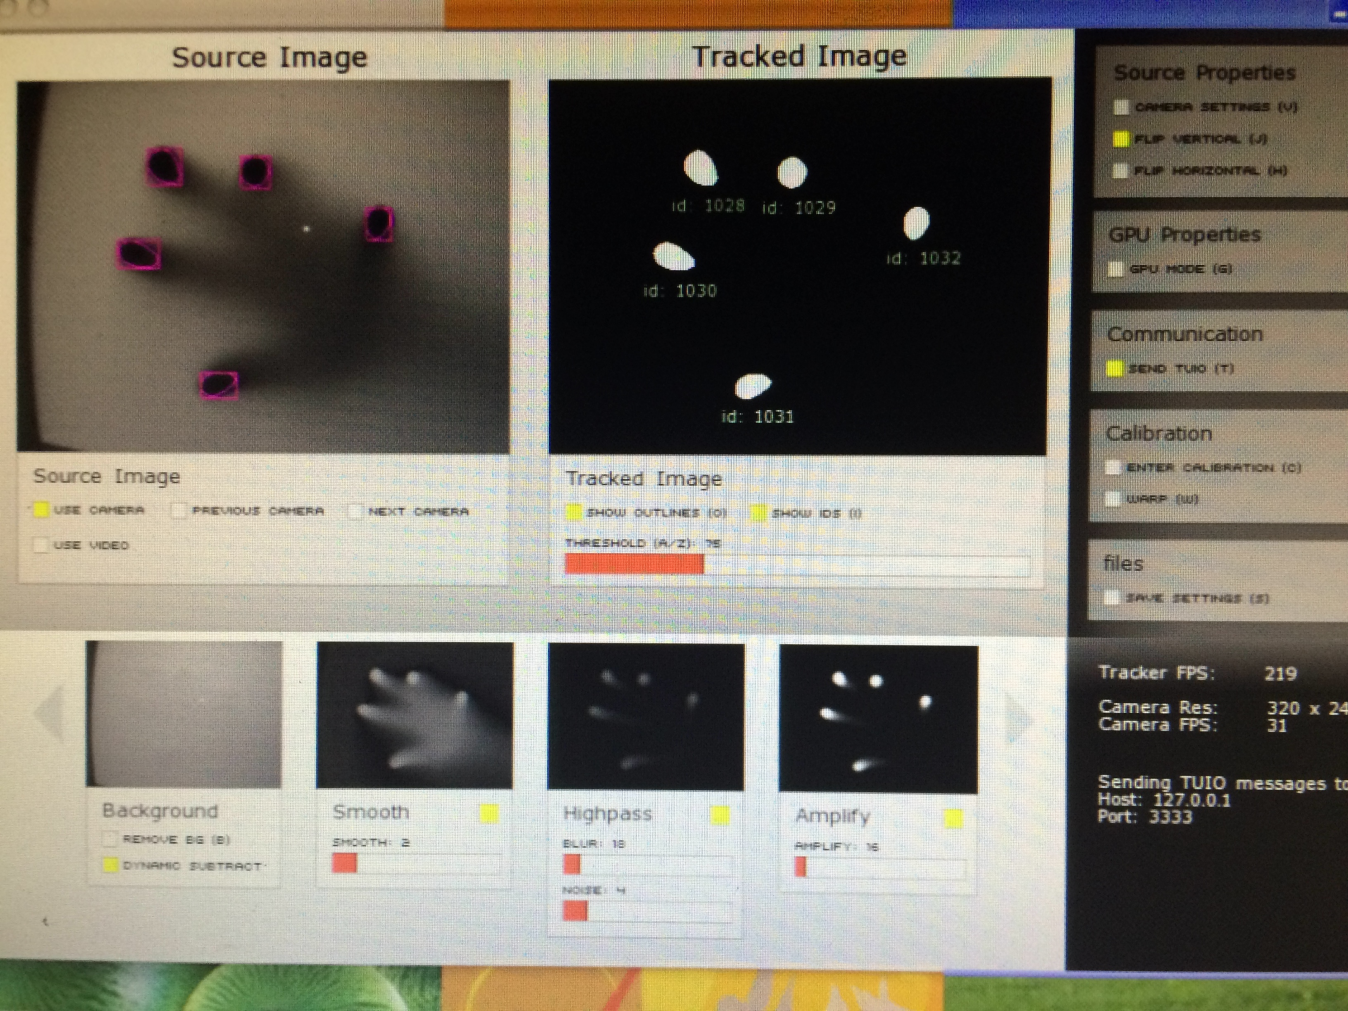 Source Image
Tracked Image
id: 1028
id: 1029
id: 1032
id: 1030
id: 1031
Source Image
USE CAMERA
PREVIOUS CAMERA
NEXT CAMERA
USE VIDEO
Tracked Image
SHOW OUTLINES (O)
SHOW IDS (I)
THRESHOLD (A/Z): 75
Source Properties
CAMERA SETTINGS (V)
FLIP VERTICAL (J)
FLIP HORIZONTAL (H)
GPU Properties
GPU MODE (G)
Communication
SEND TUIO (T)
Calibration
ENTER CALIBRATION (C)
WARP (W)
files
SAVE SETTINGS (S)
Background
REMOVE BG (B)
DYNAMIC SUBTRACT
Smooth
SMOOTH: 2
Highpass
BLUR: 18
NOISE: 4
Amplify
AMPLIFY: 16
Tracker FPS: 219
Camera Res: 320 x 24
Camera FPS: 31
Sending TUIO messages to
Host: 127.0.0.1
Port: 3333